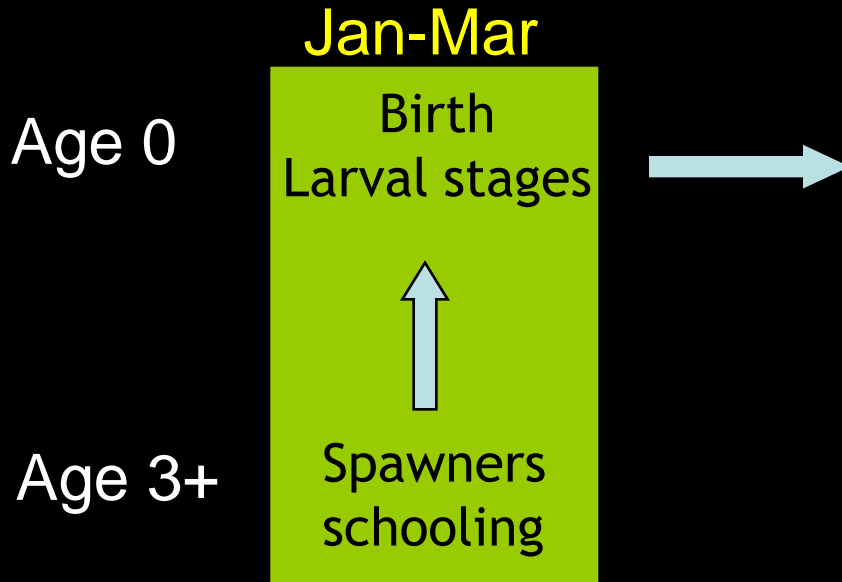 Jan-Mar
Age 0
Birth
Larval stages
Age 3+
Spawners
schooling